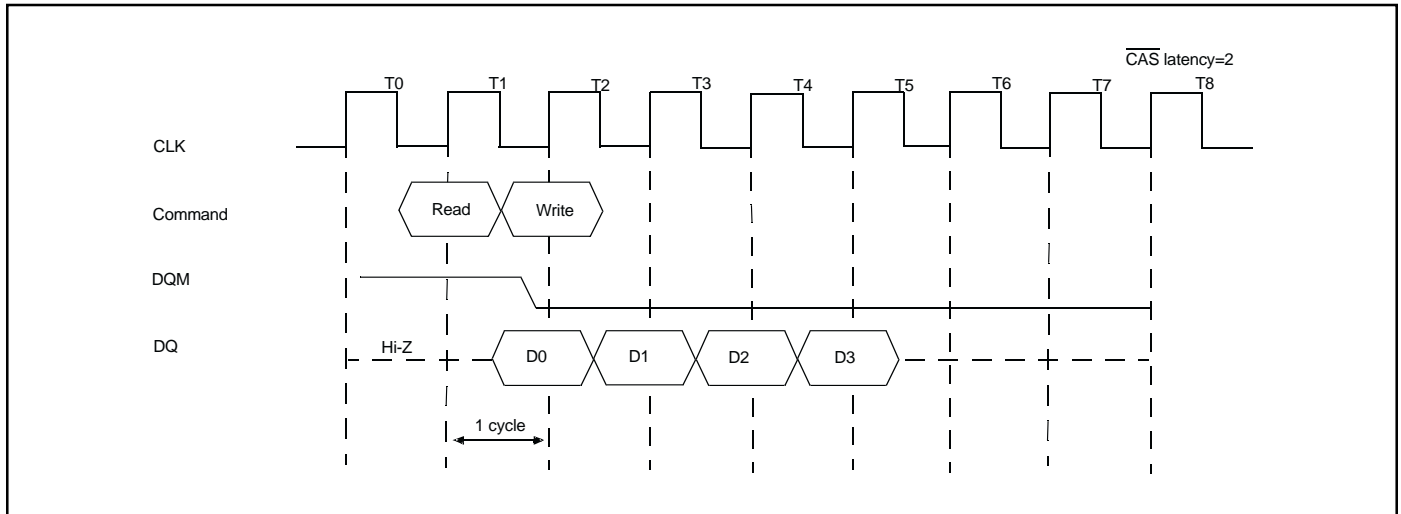 C̅A̅S̅ latency=2
T0 T1 T2 T3 T4 T5 T6 T7 T8
CLK
Command Read Write
DQM
DQ Hi-Z D0 D1 D2 D3
1 cycle